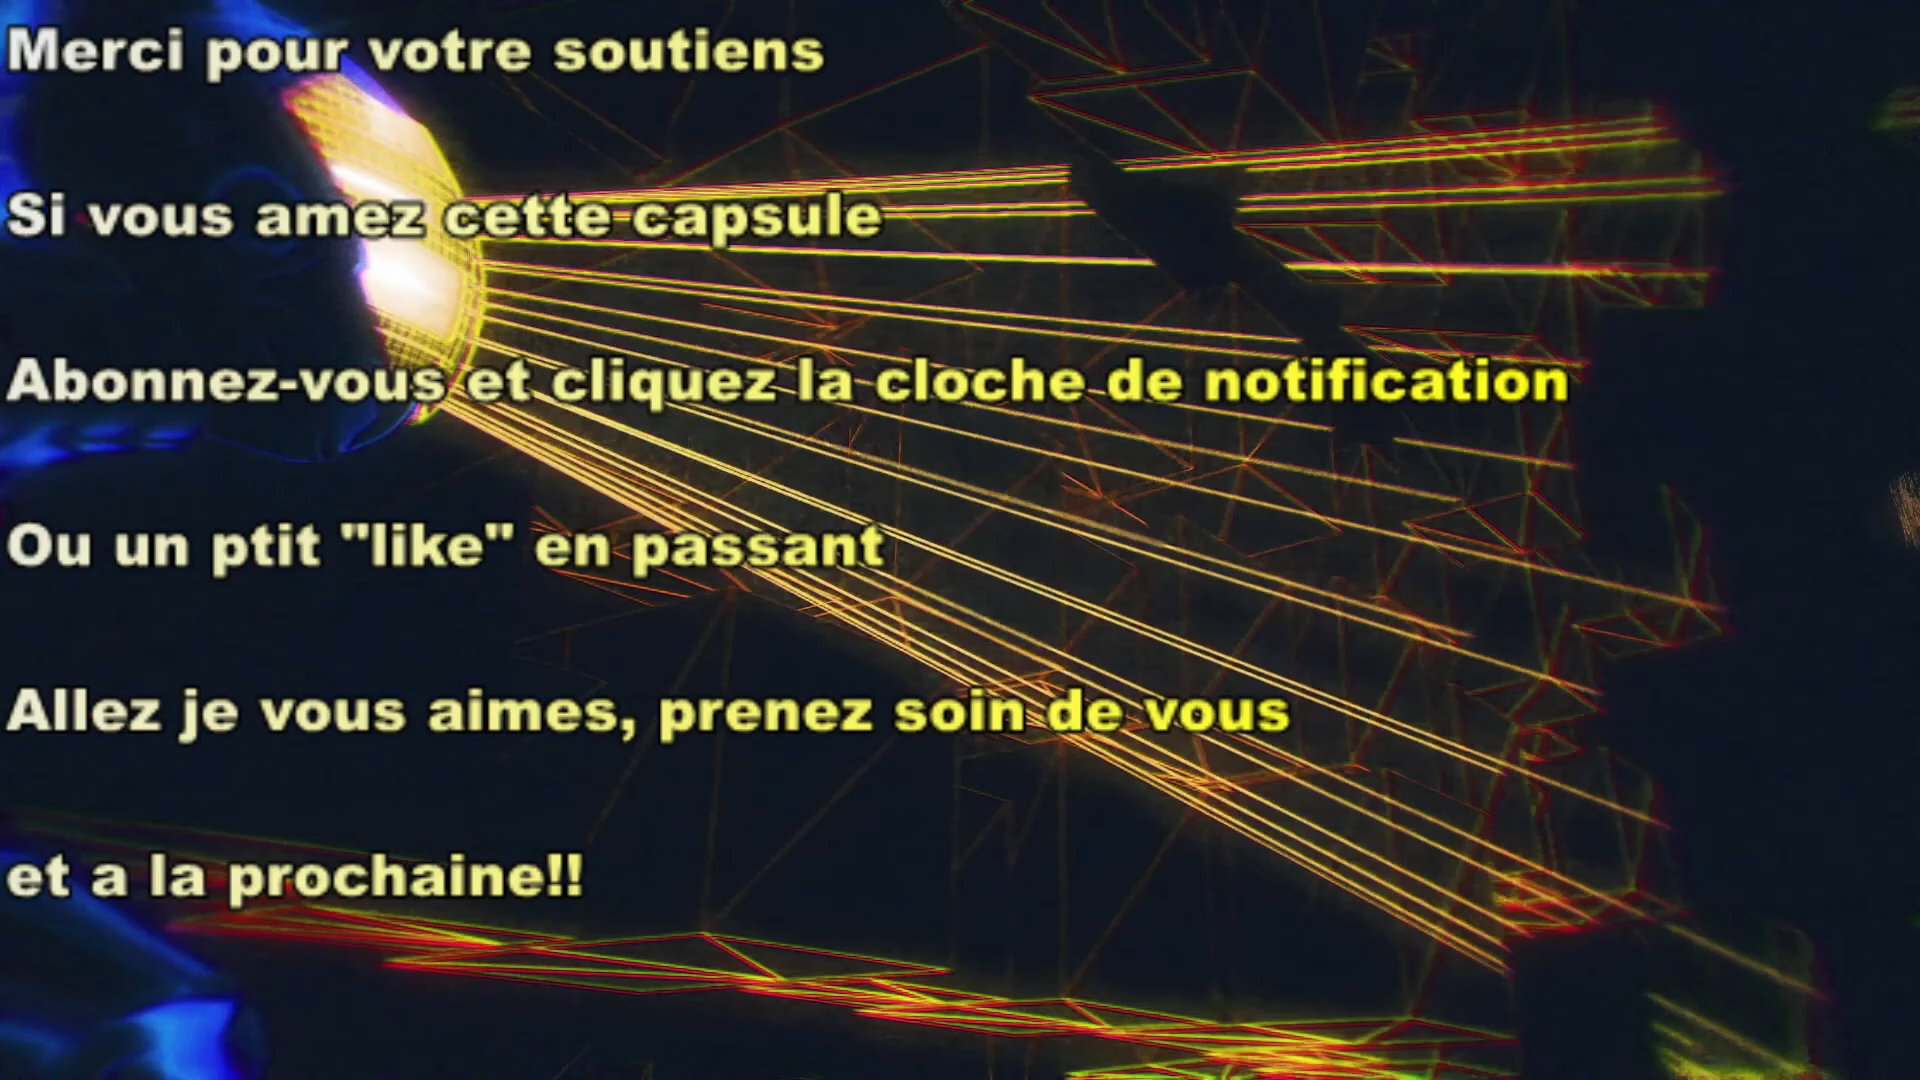 Merci pour votre soutiens
Si vous amez cette capsule
Abonnez-vous et cliquez la cloche de notification
Ou un ptit "like" en passant
Allez je vous aimes, prenez soin de vous
et a la prochaine!!